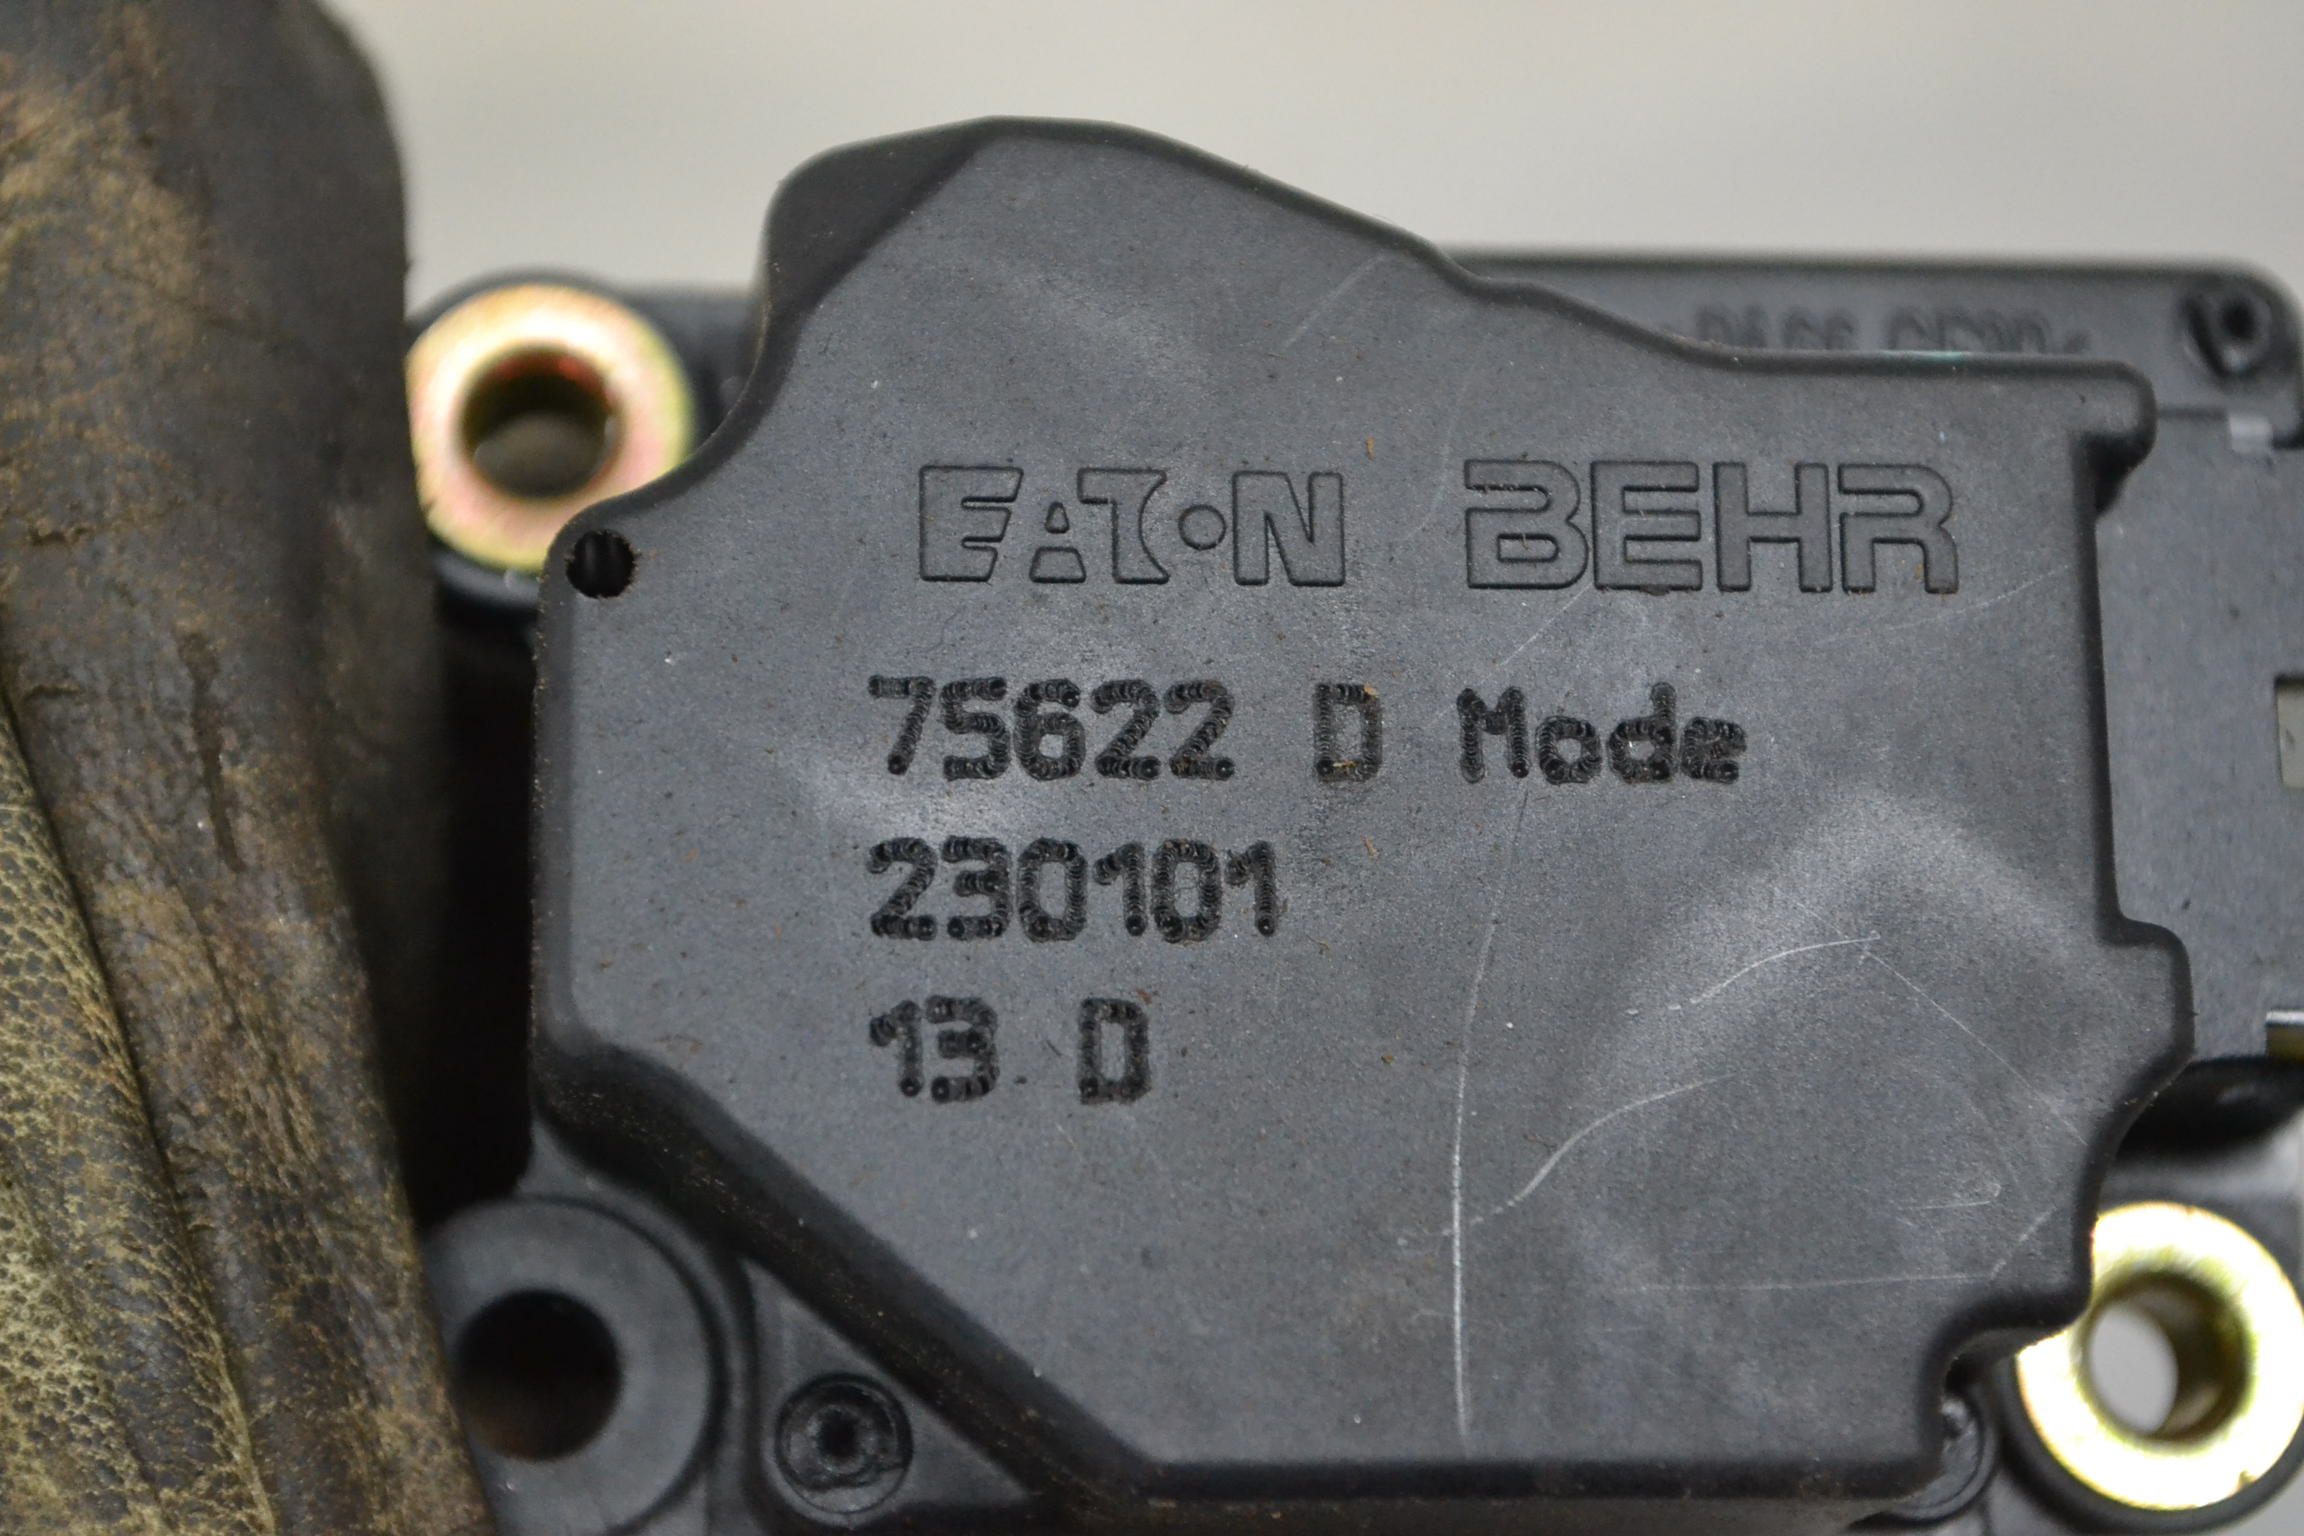 EATON BEHR
75622 D Mode
230101
13 D